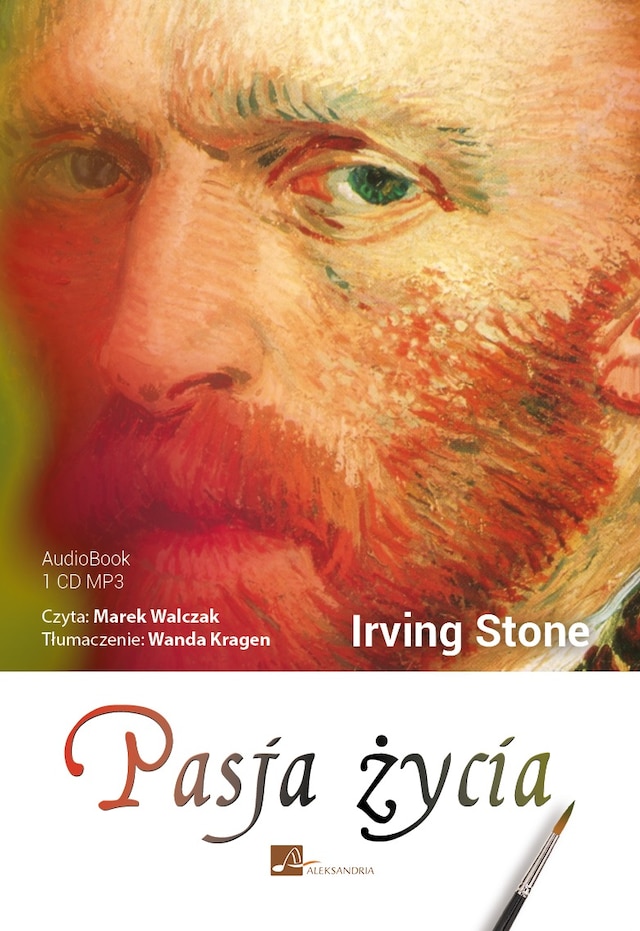 AudioBook
1 CD MP3
Czyta: Marek Walczak
Tłumaczenie: Wanda Kragen
Irving Stone
Pasja życia
ALEKSANDRIA